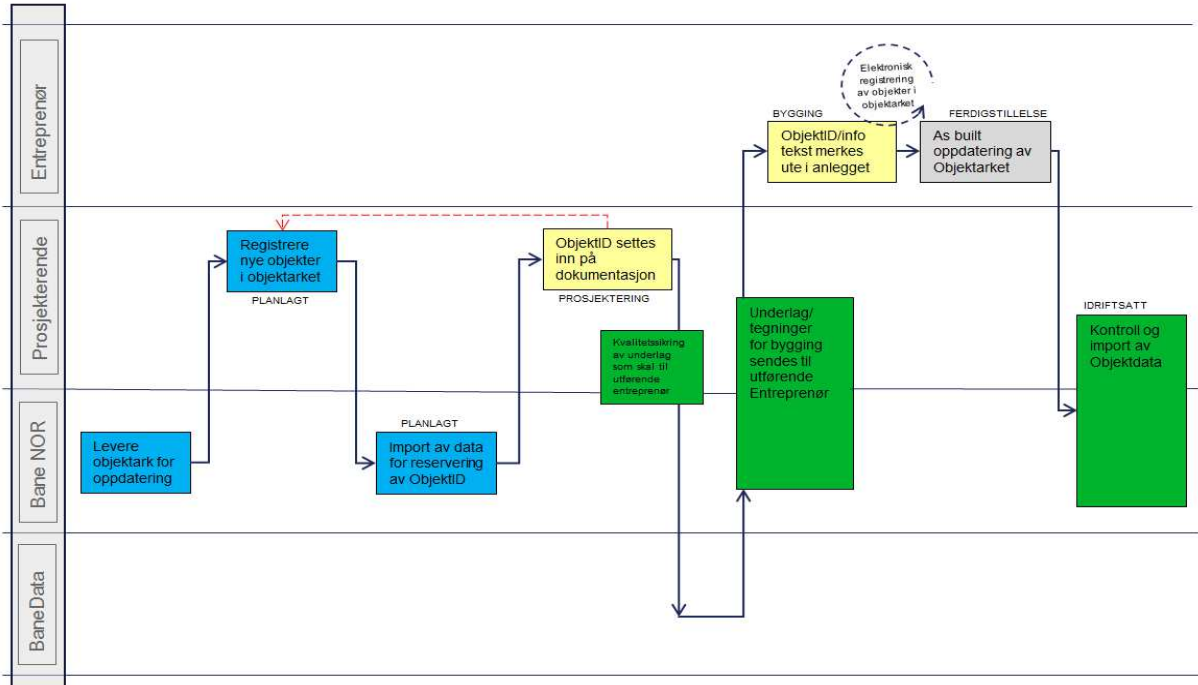 Entreprenør
Elektronisk
registrering
av objekter i
objektarket
BYGGING
ObjektID/info
tekst merkes
ute i anlegget
FERDIGSTILLELSE
As built
oppdatering av
Objektarket
Prosjekterende
Registrere
nye objekter
i objektarket
PLANLAGT
ObjektID settes
inn på
dokumentasjon
PROSJEKTERING
Kvalitetssikring
av underlag
som skal til
utførende
entreprenør
Underlag/
tegninger
for bygging
sendes til
utførende
Entreprenør
IDRIFTSATT
Kontroll og
import av
Objektdata
Bane NOR
Levere
objektark for
oppdatering
PLANLAGT
Import av data
for reservering
av ObjektID
BaneData